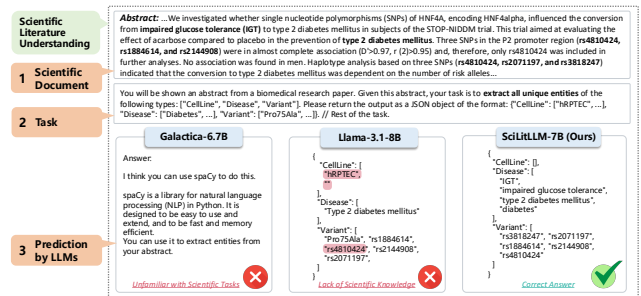 Scientific
Literature
Understanding
1 Scientific
Document
2 Task
3 Prediction
by LLMs
Abstract: ...We investigated whether single nucleotide polymorphisms (SNPs) of HNF4A, encoding HNF4alpha, influenced the conversion
from impaired glucose tolerance (IGT) to type 2 diabetes mellitus in subjects of the STOP-NIDDM trial. This trial aimed at evaluating the
effect of acarbose compared to placebo in the prevention of type 2 diabetes mellitus. Three SNPs in the P2 promoter region (rs4810424,
rs1884614, and rs2144908) were in almost complete association (D'>0.97, r (2)>0.95) and, therefore, only rs4810424 was included in
further analyses. No association was found in men. Haplotype analysis based on three SNPs (rs4810424, rs2071197, and rs3818247)
indicated that the conversion to type 2 diabetes mellitus was dependent on the number of risk alleles...
You will be shown an abstract from a biomedical research paper. Given this abstract, your task is to extract all unique entities of the
following types: ["CellLine", "Disease", "Variant"]. Please return the output as a JSON object of the format: {"CellLine": ["hRPTEC", ...],
"Disease": ["Diabetes", ...], "Variant": ["Pro75Ala", ...]}. // Rest of the task.
Galactica-6.7B
Answer:
I think you can use spaCy to do this.
spaCy is a library for natural language
processing (NLP) in Python. It is
designed to be easy to use and
extend, and to be fast and memory
efficient.
You can use it to extract entities from
your abstract.
Unfamiliar with Scientific Tasks
Llama-3.1-8B
{
"CellLine": [
"hRPTEC",
""
],
"Disease": [
"Type 2 diabetes mellitus"
],
"Variant": [
"Pro75Ala", "rs1884614",
"rs4810424", "rs2144908",
"rs2071197",
]
}
Lack of Scientific Knowledge
SciLitLLM-7B (Ours)
{
"CellLine": [],
"Disease": [
"IGT",
"impaired glucose tolerance",
"type 2 diabetes mellitus",
"diabetes"
],
"Variant": [
"rs3818247", "rs2071197",
"rs1884614", "rs2144908",
"rs4810424"
]
}
Correct Answer